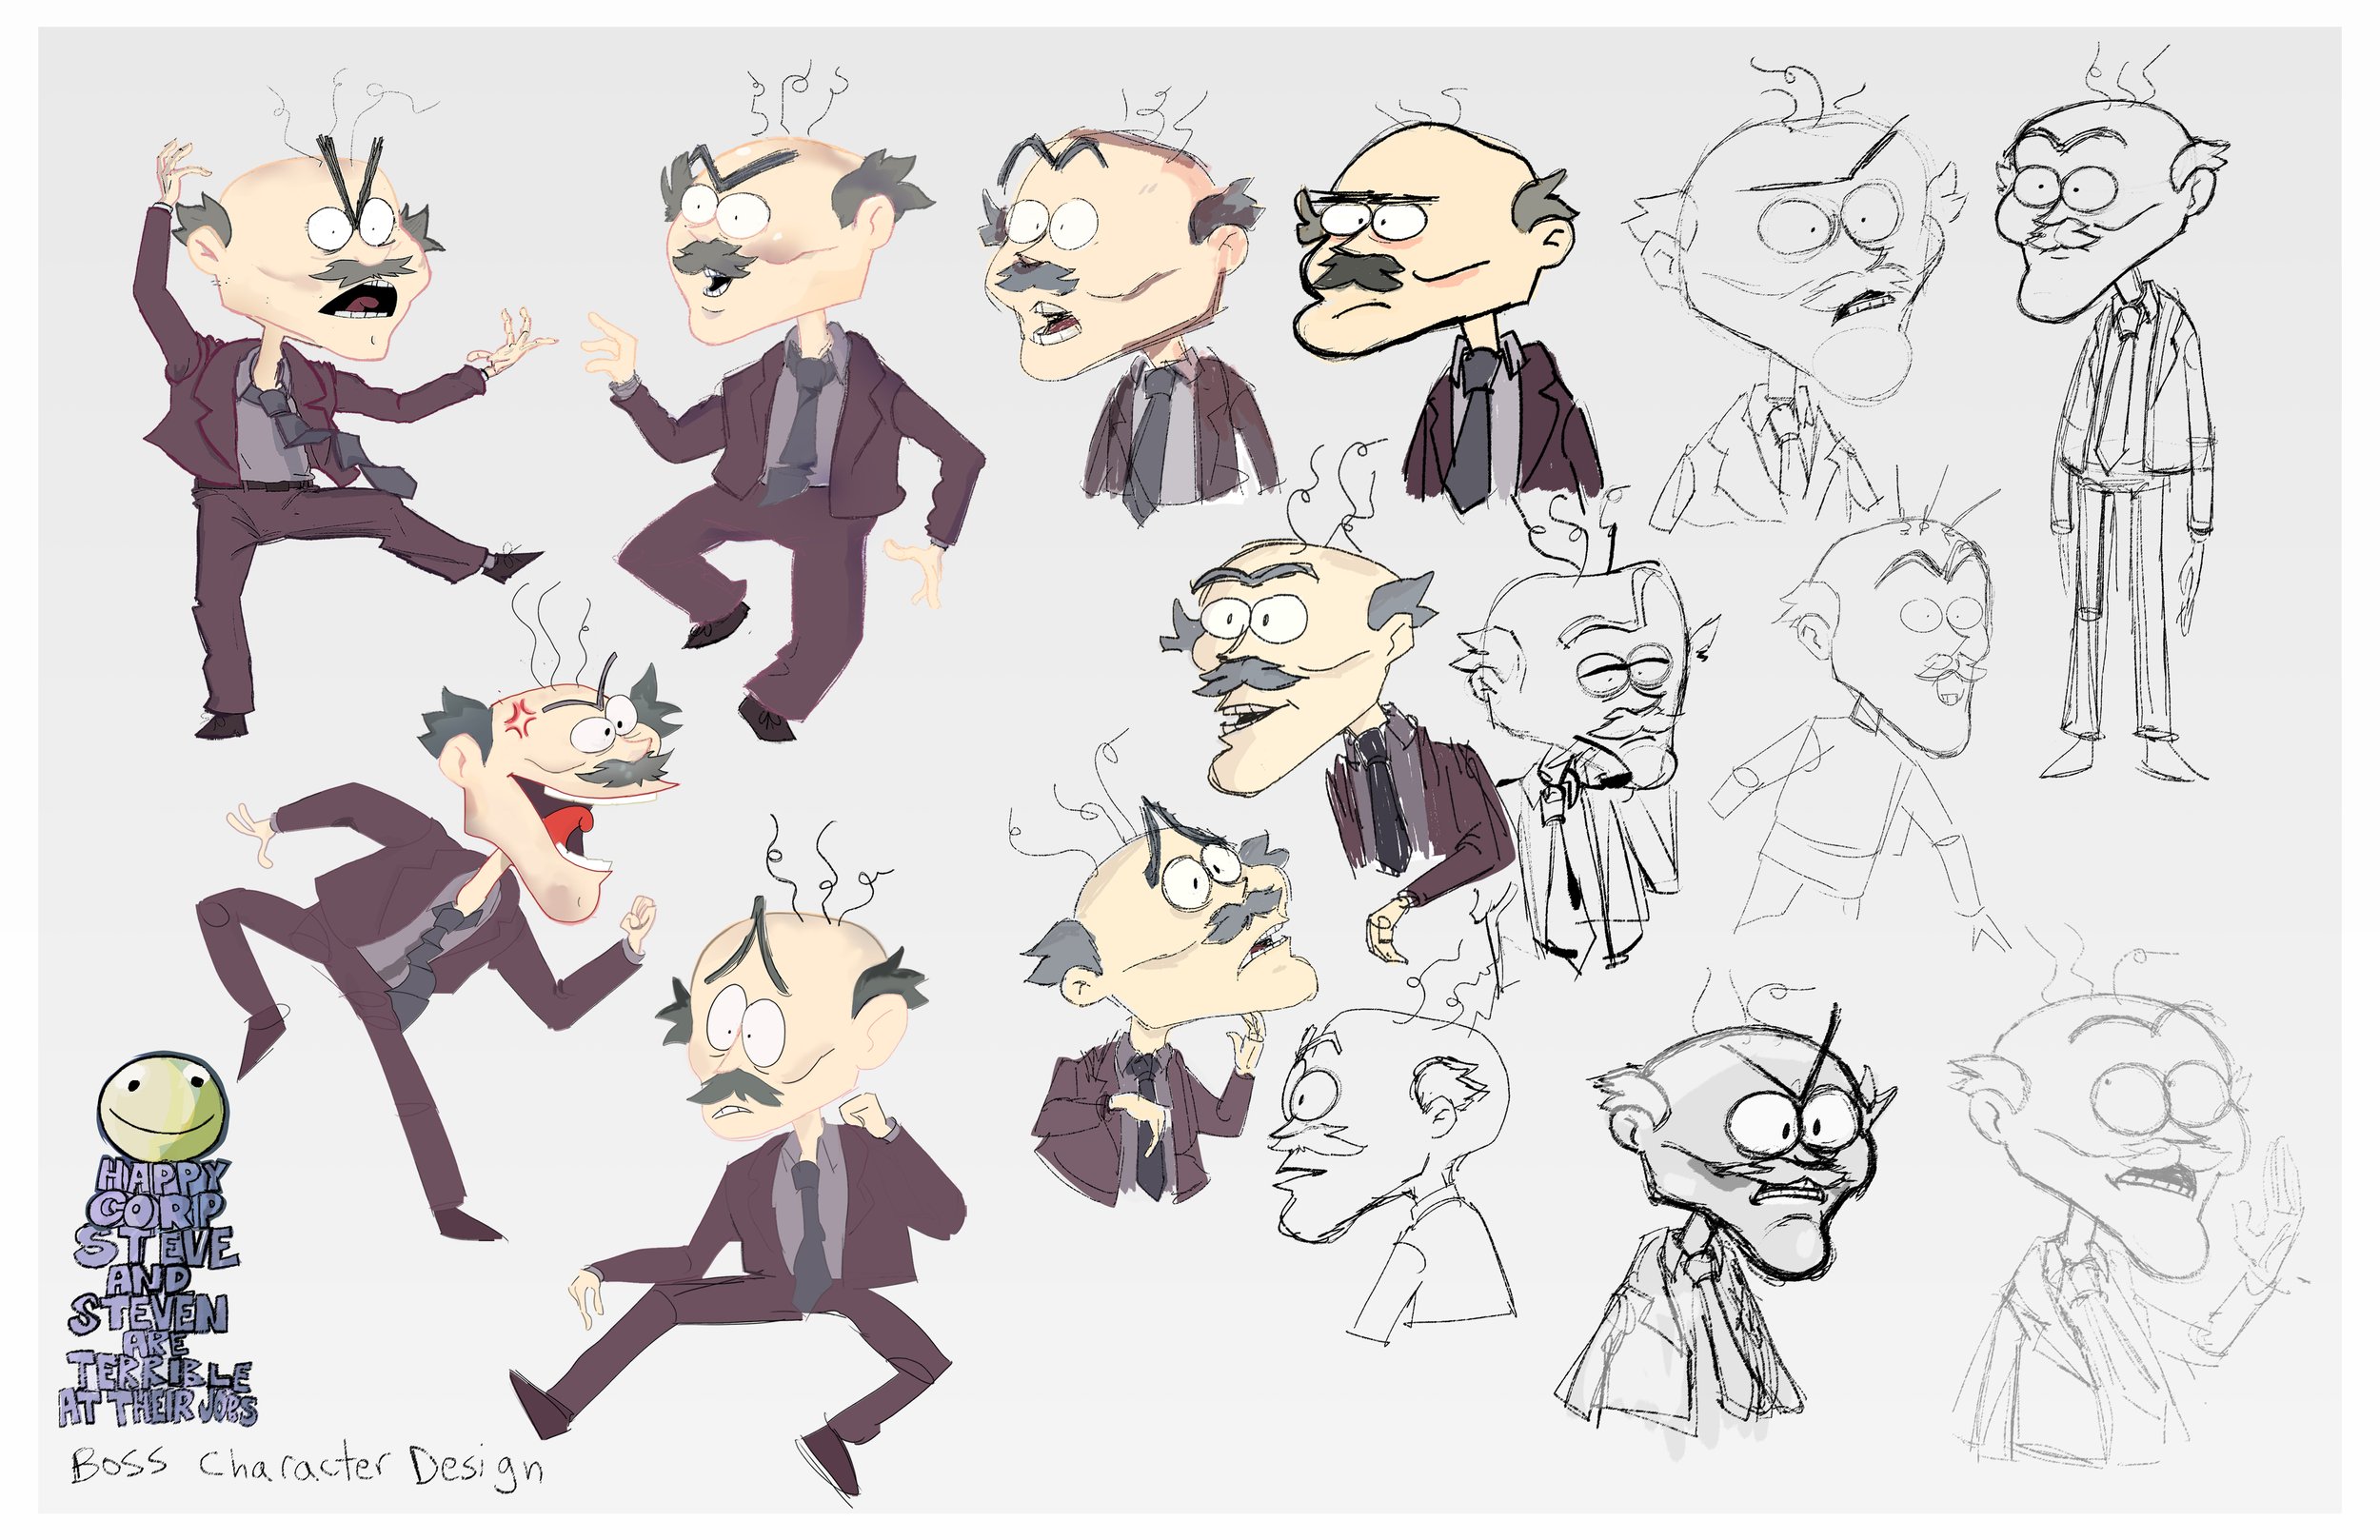 HAPPY
CORP
STEVE
AND
STEVEN
ARE
TERRIBLE
AT THEIR JOBS
Boss Character Design